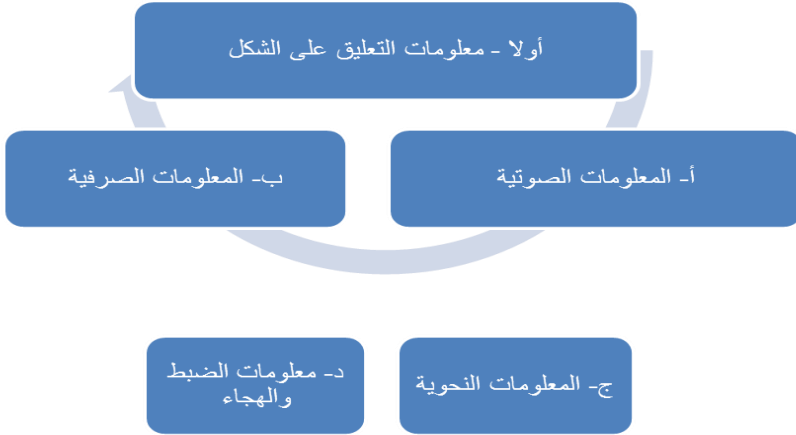 أولا - معلومات التعليق على الشكل
أ- المعلومات الصوتية
ب- المعلومات الصرفية
ج- المعلومات النحوية
د- معلومات الضبط
والهجاء